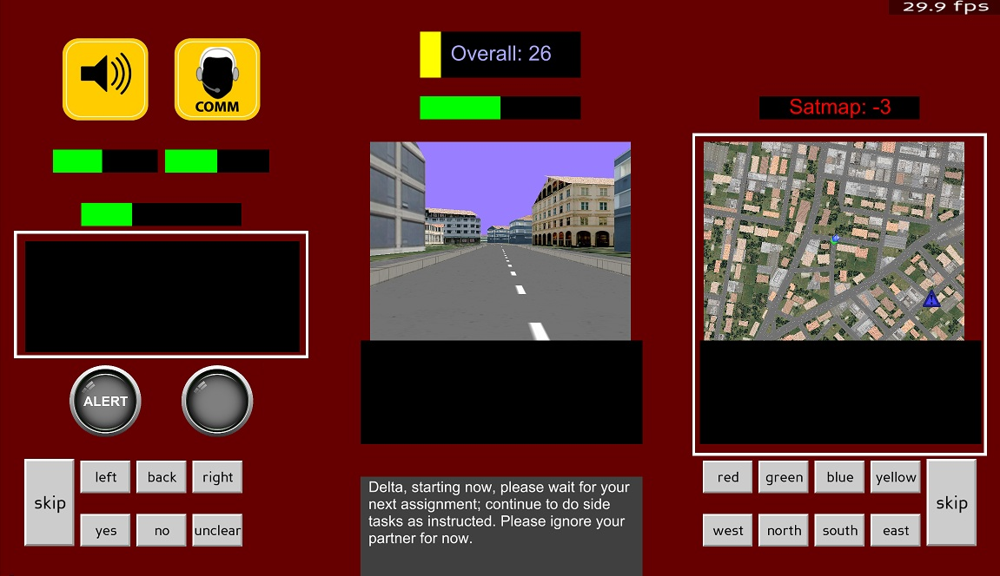 29.9 fps
Overall: 26
COMM
Satmap: -3
ALERT
left back right
skip
yes no unclear
red green blue yellow
skip
west north south east
Delta, starting now, please wait for your
next assignment; continue to do side
tasks as instructed. Please ignore your
partner for now.